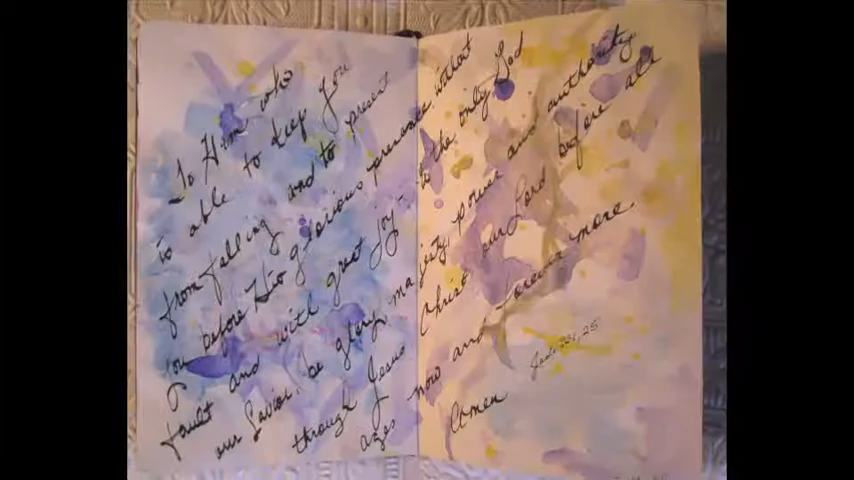 To Him who
is able to keep you
from falling and to present
you before His glorious presence without
fault and with great joy - to the only God
our Savior, be glory, majesty, power and authority
through Jesus Christ our Lord before all
ages now and forever more.
Amen
Jude 24, 25